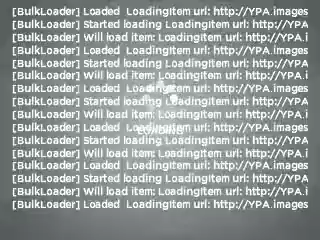 [BulkLoader] Loaded  LoadingItem url: http://YPA.images
[BulkLoader] Started loading LoadingItem url: http://YPA
[BulkLoader] Will load item: LoadingItem url: http://YPA.i
[BulkLoader] Loaded  LoadingItem url: http://YPA.images
[BulkLoader] Started loading LoadingItem url: http://YPA
[BulkLoader] Will load item: LoadingItem url: http://YPA.i
[BulkLoader] Loaded  LoadingItem url: http://YPA.images
[BulkLoader] Started loading LoadingItem url: http://YPA
[BulkLoader] Will load item: LoadingItem url: http://YPA.i
[BulkLoader] Loaded  LoadingItem url: http://YPA.images
LOADING
[BulkLoader] Started loading LoadingItem url: http://YPA
[BulkLoader] Will load item: LoadingItem url: http://YPA.i
[BulkLoader] Loaded  LoadingItem url: http://YPA.images
[BulkLoader] Started loading LoadingItem url: http://YPA
[BulkLoader] Will load item: LoadingItem url: http://YPA.i
[BulkLoader] Loaded  LoadingItem url: http://YPA.images